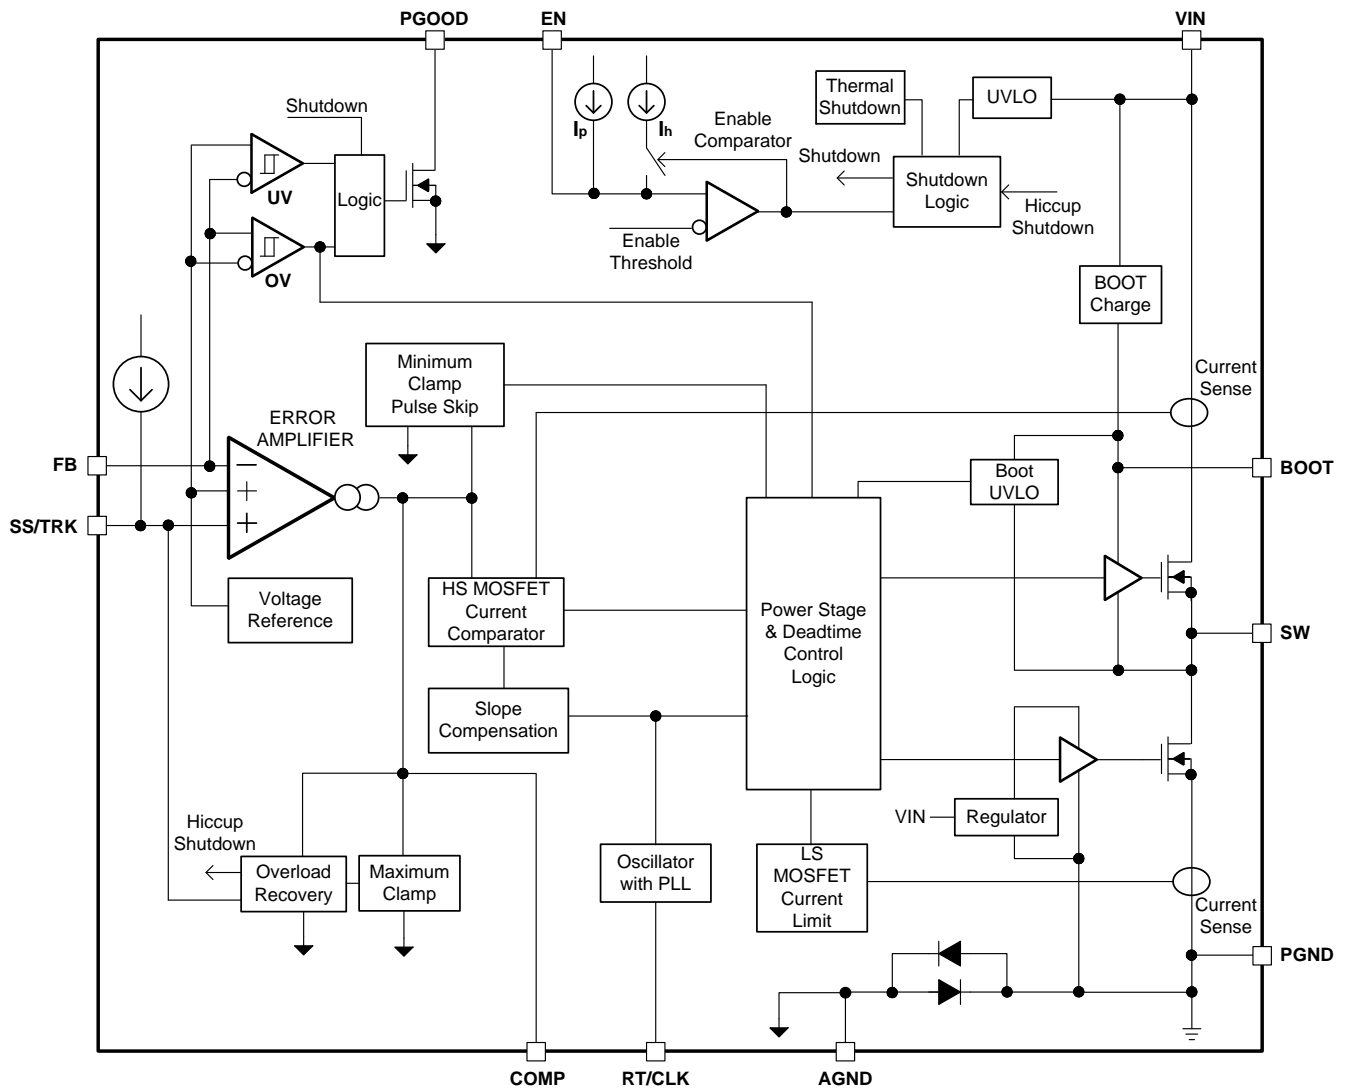 PGOOD
EN
VIN
Shutdown
Ip
Ih
Enable
Comparator
Thermal
Shutdown
UVLO
Shutdown
Shutdown
Logic
Hiccup
Shutdown
UV
Logic
Enable
Threshold
OV
BOOT
Charge
Minimum
Clamp
Pulse Skip
Current
Sense
ERROR
AMPLIFIER
FB
−
+
+
SS/TRK
Boot
UVLO
BOOT
Voltage
Reference
HS MOSFET
Current
Comparator
Power Stage
& Deadtime
Control
Logic
SW
Slope
Compensation
VIN
Regulator
Hiccup
Shutdown
Overload
Recovery
Maximum
Clamp
Oscillator
with PLL
LS
MOSFET
Current
Limit
Current
Sense
PGND
COMP
RT/CLK
AGND